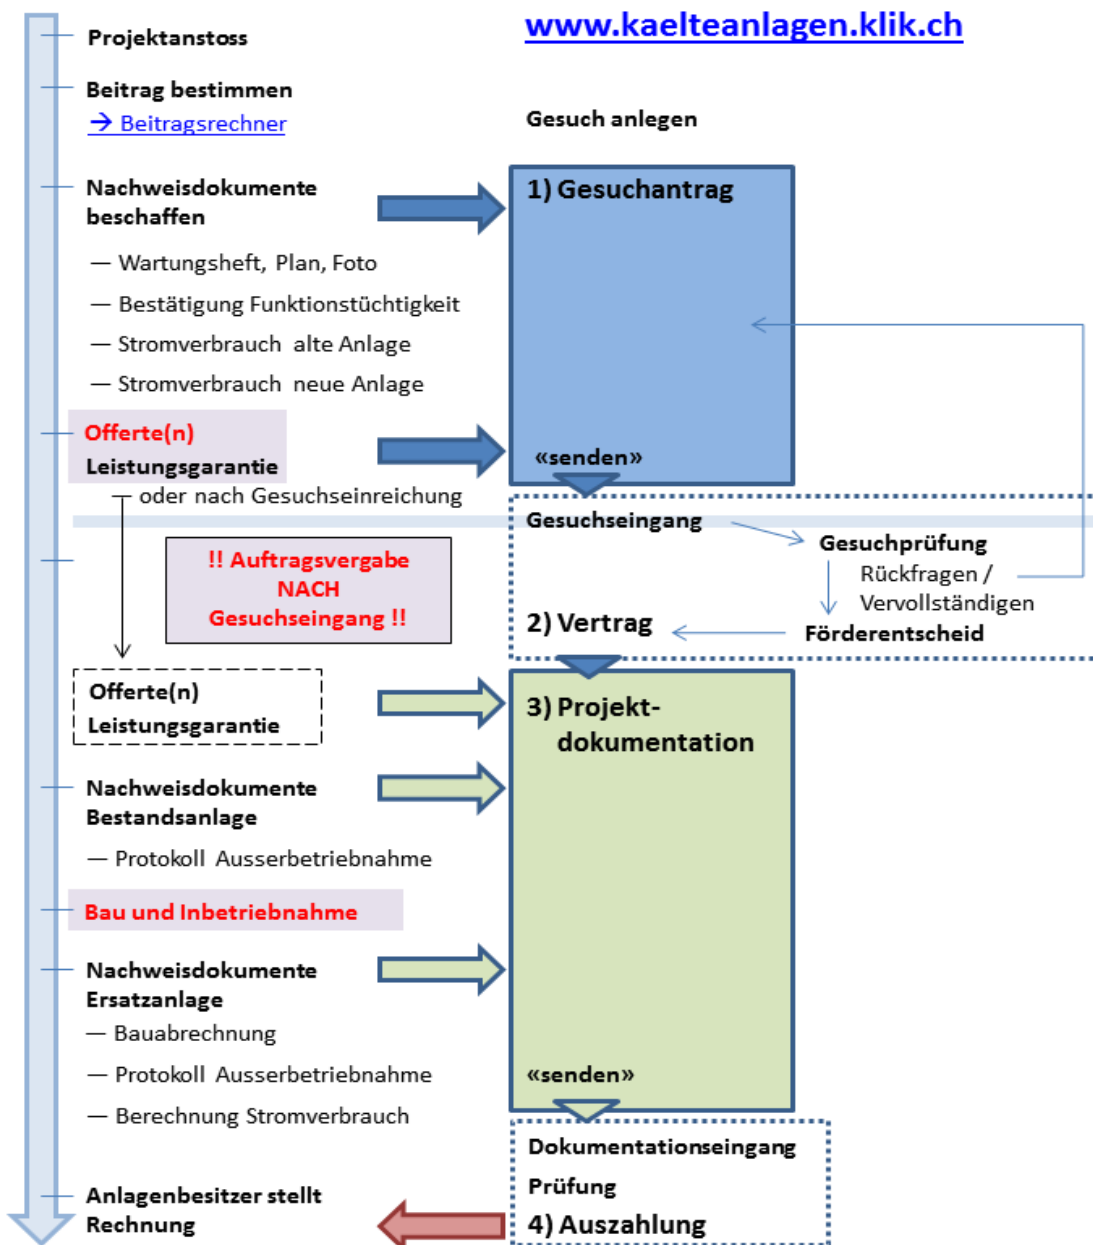 www.kaelteanlagen.klik.ch
Projektanstoss
Beitrag bestimmen
→ Beitragsrechner
Gesuch anlegen
Nachweisdokumente
beschaffen
1) Gesuchantrag
— Wartungsheft, Plan, Foto
— Bestätigung Funktionstüchtigkeit
— Stromverbrauch alte Anlage
— Stromverbrauch neue Anlage
Offerte(n)
Leistungsgarantie
«senden»
oder nach Gesuchseinreichung
Gesuchseingang
Gesuchprüfung
Rückfragen /
Vervollständigen
!! Auftragsvergabe
NACH
Gesuchseingang !!
2) Vertrag
Förderentscheid
Offerte(n)
Leistungsgarantie
3) Projekt-
dokumentation
Nachweisdokumente
Bestandsanlage
— Protokoll Ausserbetriebnahme
Bau und Inbetriebnahme
Nachweisdokumente
Ersatzanlage
— Bauabrechnung
— Protokoll Ausserbetriebnahme
— Berechnung Stromverbrauch
«senden»
Dokumentationseingang
Prüfung
4) Auszahlung
Anlagenbesitzer stellt
Rechnung